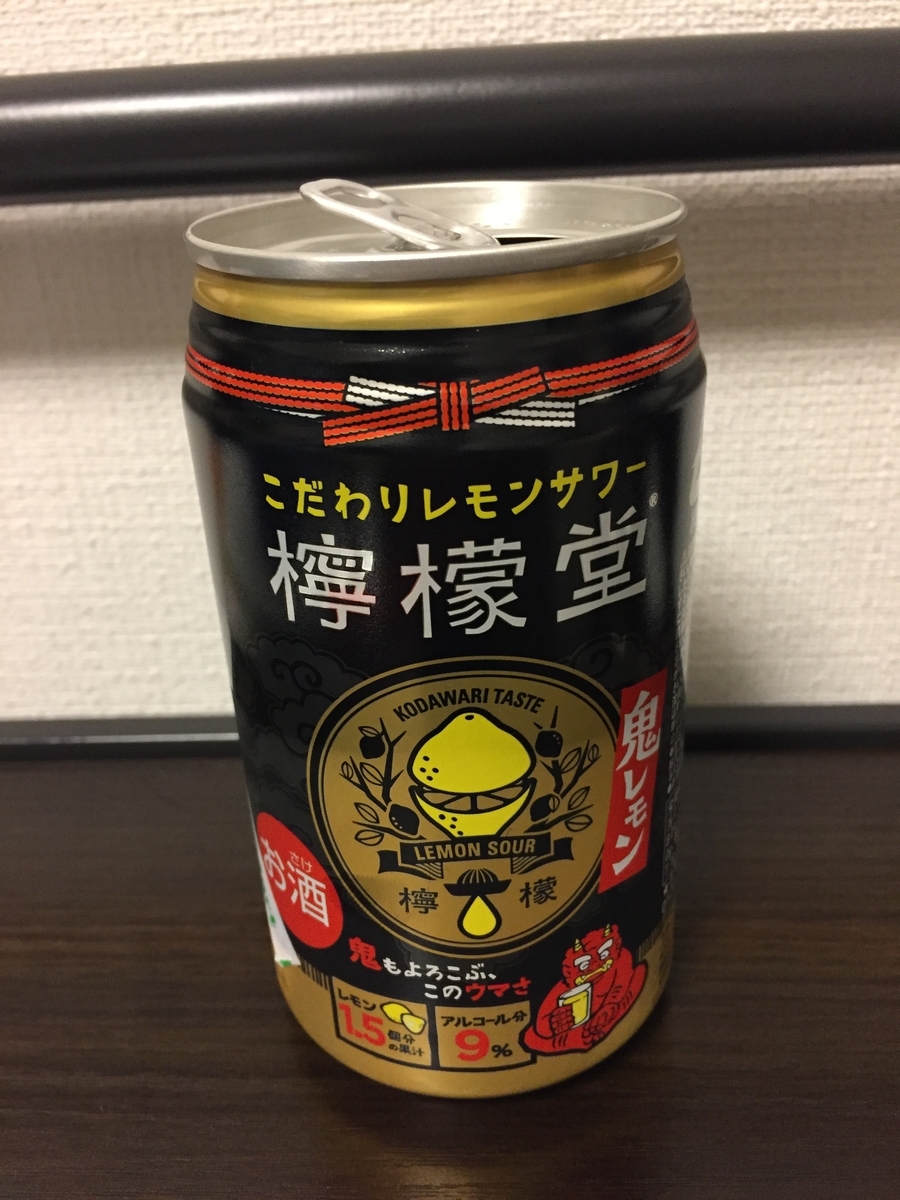 こだわりレモンサワー
檸檬堂®
KODAWARI TASTE
鬼レモン
LEMON SOUR
檸檬
さけ
お酒
鬼もよろこぶ、
このウマさ
レモン
1.5個分
の果汁
アルコール分
9%